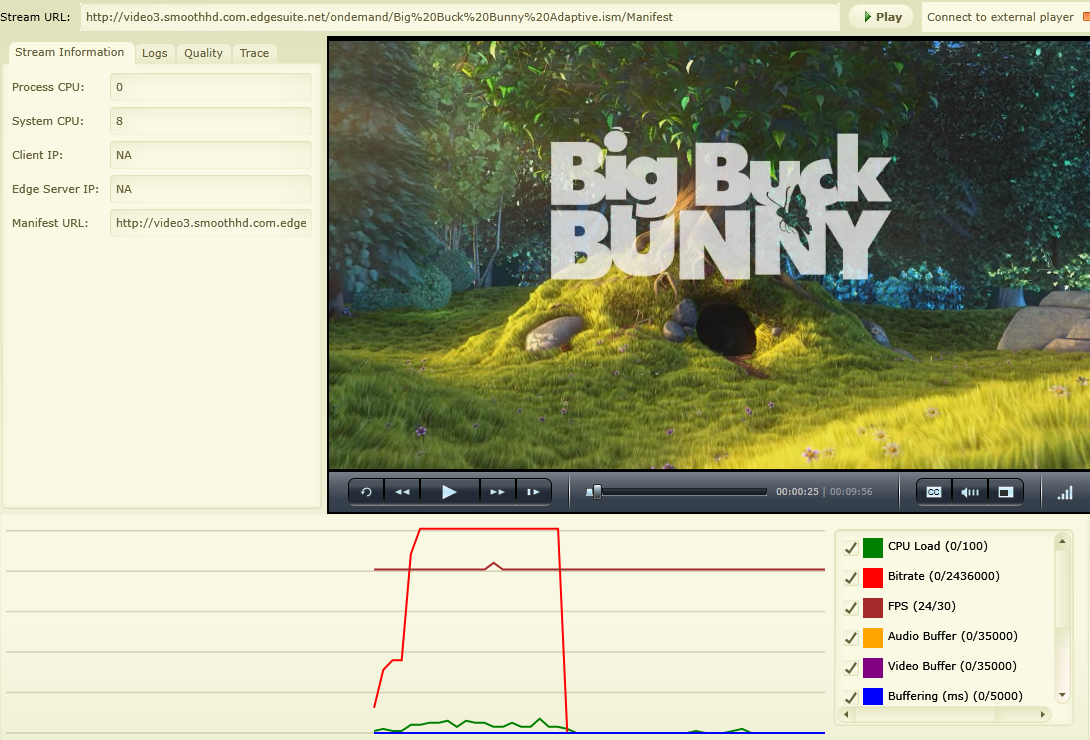 Stream URL: http://video3.smoothhd.com.edgesuite.net/ondemand/Big%20Buck%20Bunny%20Adaptive.ism/Manifest Play Connect to external player
Stream Information Logs Quality Trace
Process CPU: 0
System CPU: 8
Client IP: NA
Edge Server IP: NA
Manifest URL: http://video3.smoothhd.com.edge
Big Buck
BUNNY
00:00:25 | 00:09:56 CC
CPU Load (0/100)
Bitrate (0/2436000)
FPS (24/30)
Audio Buffer (0/35000)
Video Buffer (0/35000)
Buffering (ms) (0/5000)